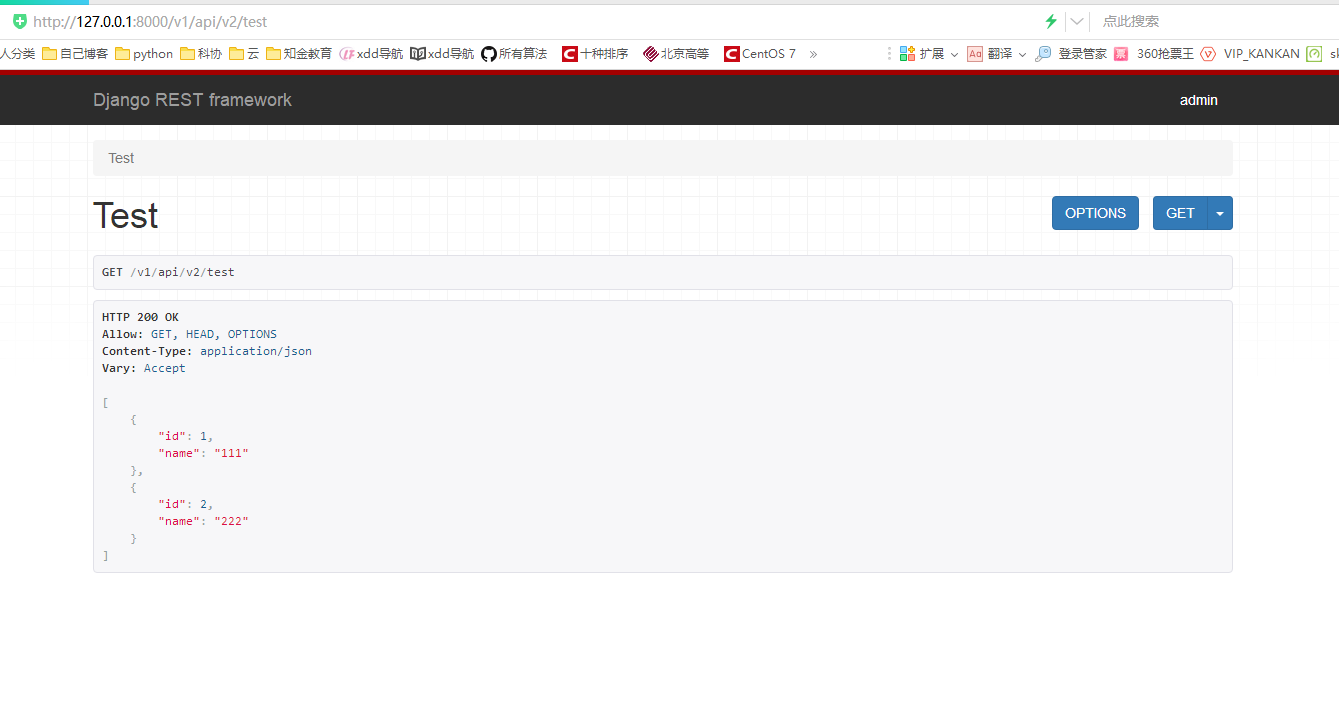 http://127.0.0.1:8000/v1/api/v2/test 点此搜索
人分类 自己博客 python 科协 云 知金教育 xdd导航 xdd导航 所有算法 十种排序 北京高等 CentOS 7 » 扩展 翻译 登录管家 360抢票王 VIP_KANKAN
Django REST framework admin
Test
Test OPTIONS GET
GET /v1/api/v2/test
HTTP 200 OK
Allow: GET, HEAD, OPTIONS
Content-Type: application/json
Vary: Accept
[
{
"id": 1,
"name": "111"
},
{
"id": 2,
"name": "222"
}
]